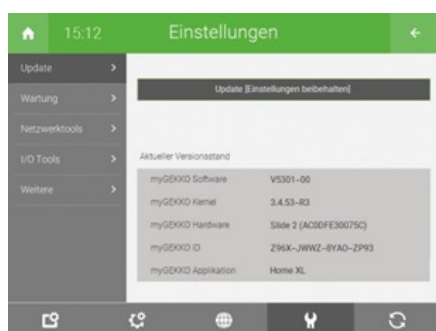 15:12 Einstellungen
Update
Wartung
Netzwerktools
I/O Tools
Weitere
Update [Einstellungen beibehalten]
Aktueller Versionsstand
myGEKKO Software V5301-00
myGEKKO Kernel 3.4.53-R3
myGEKKO Hardware Slide 2 (AC0DFE30075C)
myGEKKO ID Z96X-JWWZ-8YAO-ZP93
myGEKKO Applikation Home XL